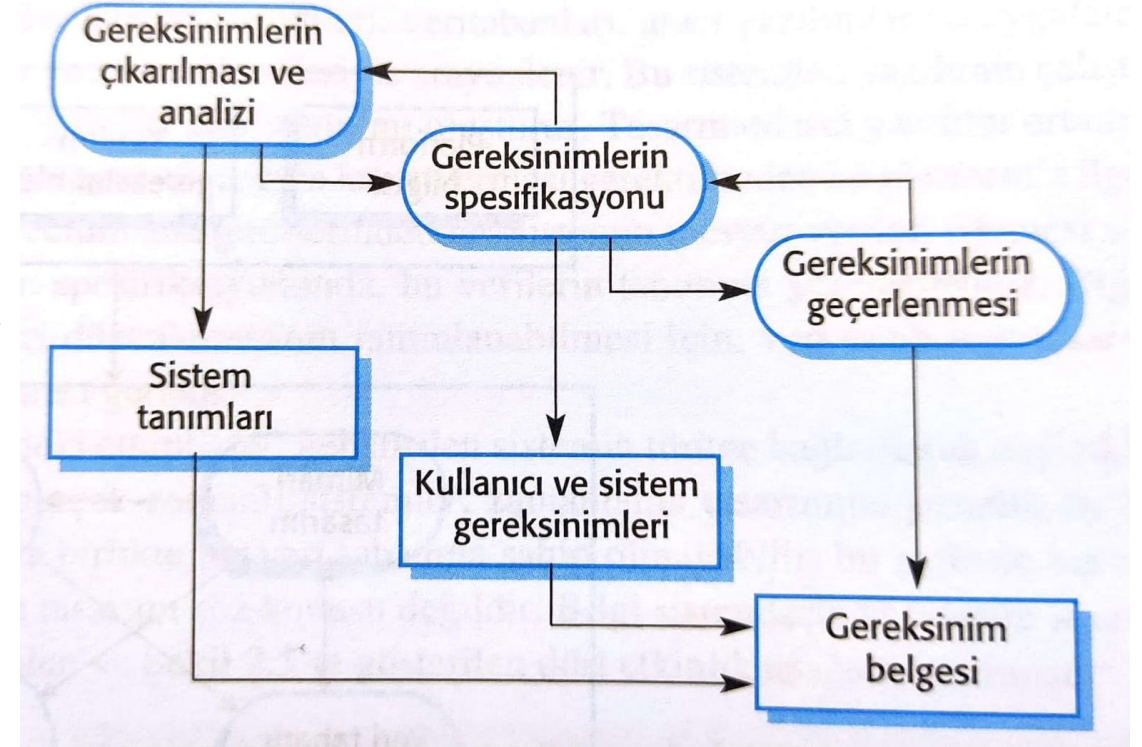 Gereksinimlerin
çıkarılması ve
analizi
Gereksinimlerin
spesifikasyonu
Gereksinimlerin
geçerlenmesi
Sistem
tanımları
Kullanıcı ve sistem
gereksinimleri
Gereksinim
belgesi